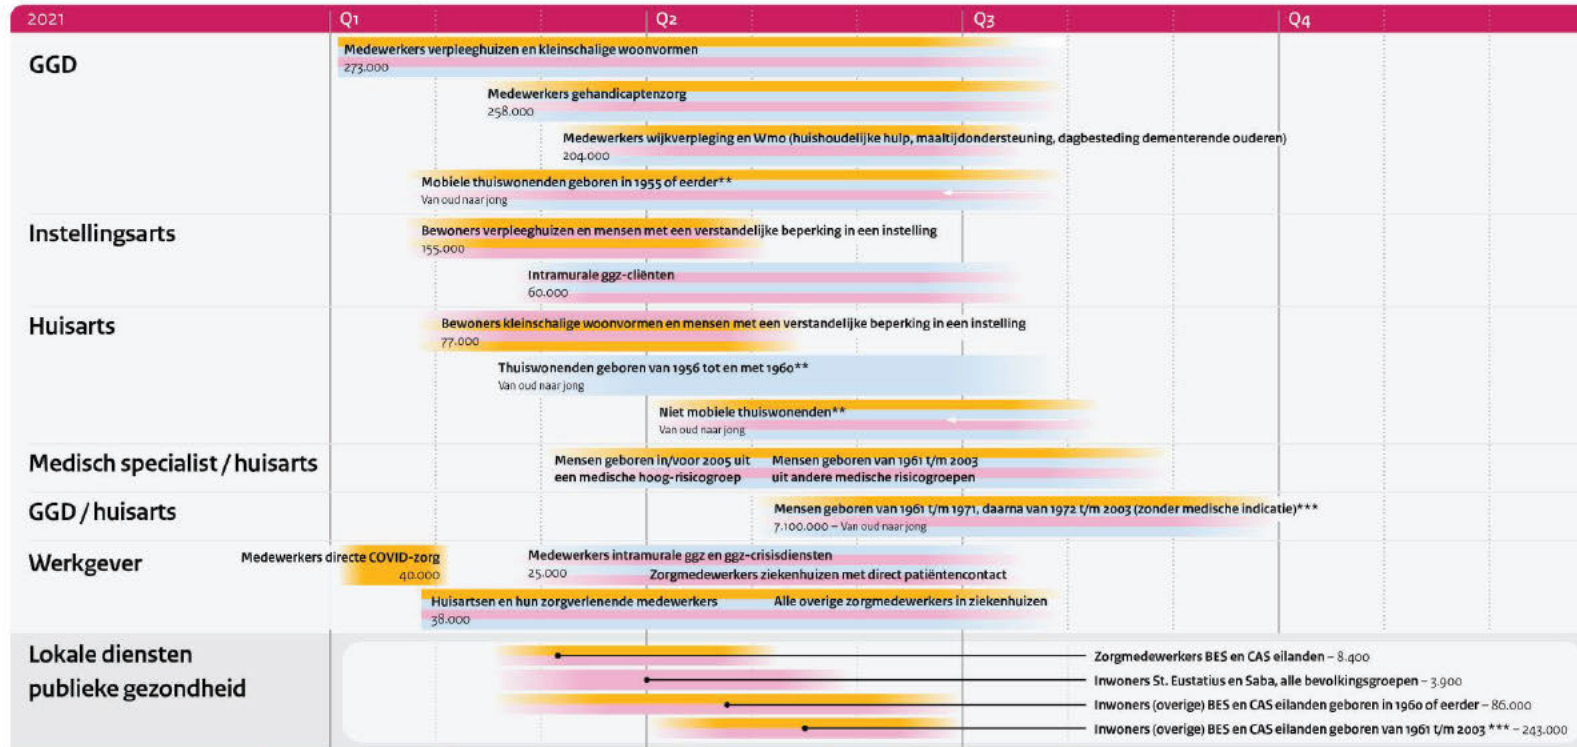 2021 Q1 Q2 Q3 Q4
GGD
Medewerkers verpleeghuizen en kleinschalige woonvormen
273.000
Medewerkers gehandicaptenzorg
258.000
Medewerkers wijkverpleging en Wmo (huishoudelijke hulp, maaltijdondersteuning, dagbesteding dementerende ouderen)
204.000
Mobiele thuiswonenden geboren in 1955 of eerder**
Van oud naar jong
Instellingsarts
Bewoners verpleeghuizen en mensen met een verstandelijke beperking in een instelling
155.000
Intramurale ggz-cliënten
60.000
Huisarts
Bewoners kleinschalige woonvormen en mensen met een verstandelijke beperking in een instelling
77.000
Thuiswonenden geboren van 1956 tot en met 1960**
Van oud naar jong
Niet mobiele thuiswonenden**
Van oud naar jong
Medisch specialist / huisarts
Mensen geboren in/voor 2005 uit
een medische hoog-risicogroep
Mensen geboren van 1961 t/m 2003
uit andere medische risicogroepen
GGD / huisarts
Mensen geboren van 1961 t/m 1971, daarna van 1972 t/m 2003 (zonder medische indicatie)***
7.100.000 – Van oud naar jong
Werkgever
Medewerkers directe COVID-zorg
40.000
Medewerkers intramurale ggz en ggz-crisisdiensten
25.000
Zorgmedewerkers ziekenhuizen met direct patiëntencontact
Huisartsen en hun zorgverlenende medewerkers
38.000
Alle overige zorgmedewerkers in ziekenhuizen
Lokale diensten
publieke gezondheid
Zorgmedewerkers BES en CAS eilanden – 8.400
Inwoners St. Eustatius en Saba, alle bevolkingsgroepen – 3.900
Inwoners (overige) BES en CAS eilanden geboren in 1960 of eerder – 86.000
Inwoners (overige) BES en CAS eilanden geboren van 1961 t/m 2003 *** – 243.000